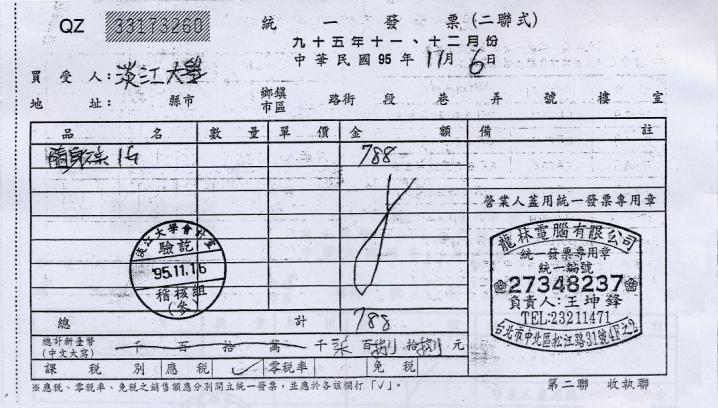 QZ 33173260
統一發票(二聯式)
九十五年十一、十二月份
中華民國95年11月6日
買受人:淡江大學
地址: 縣市 鄉鎮市區 路街 段 巷 弄 號 樓 室
品名 數量 單價 金額 備註
隨身碟 1G 788
營業人蓋用統一發票專用章
淡江大學會計室
驗訖
'95.11.16
稽核組
龍林電腦有限公司
統一發票專用章
統一編號
27348237
負責人:王坤鋒
TEL:23211471
台北市中北區松江路31號4F之2
總計 788
總計新臺幣
(中文大寫) 千 百 拾 萬 千柒 百捌 拾捌 元
課稅別 應稅 ✓ 零稅率 免稅
※應稅、零稅率、免稅之銷售額應分別開立統一發票,並應於各該欄打「√」。
第二聯 收執聯